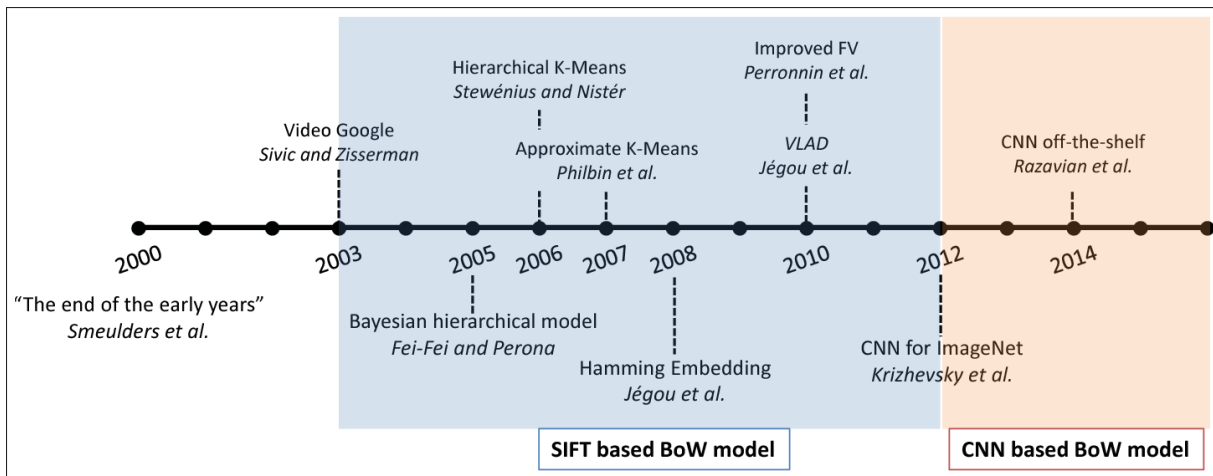 Improved FV
Perronnin et al.
Hierarchical K-Means
Stewénius and Nistér
Video Google
Sivic and Zisserman
Approximate K-Means
Philbin et al.
VLAD
Jégou et al.
CNN off-the-shelf
Razavian et al.
2000
2003
2005
2006
2007
2008
2010
2012
2014
“The end of the early years”
Smeulders et al.
Bayesian hierarchical model
Fei-Fei and Perona
Hamming Embedding
Jégou et al.
CNN for ImageNet
Krizhevsky et al.
SIFT based BoW model
CNN based BoW model